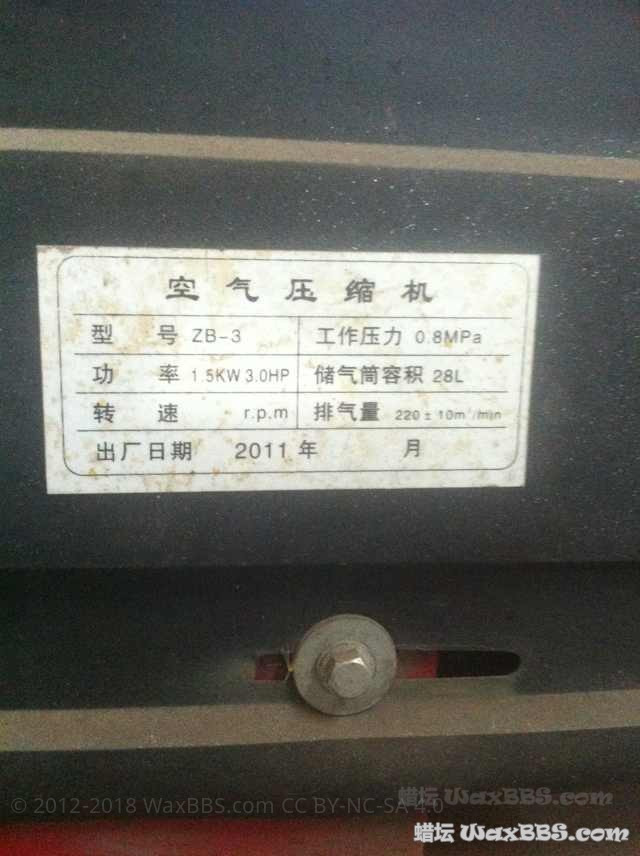 空气压缩机
型 号 ZB-3 工作压力 0.8MPa
功 率 1.5KW 3.0HP 储气筒容积 28L
转 速 r.p.m 排气量 220±10m³/min
出厂日期 2011 年 月
© 2012-2018 WaxBBS.com CC BY-NC-SA 4.0
蜡坛 WaxBBS.com
蜡坛 WaxBBS.com